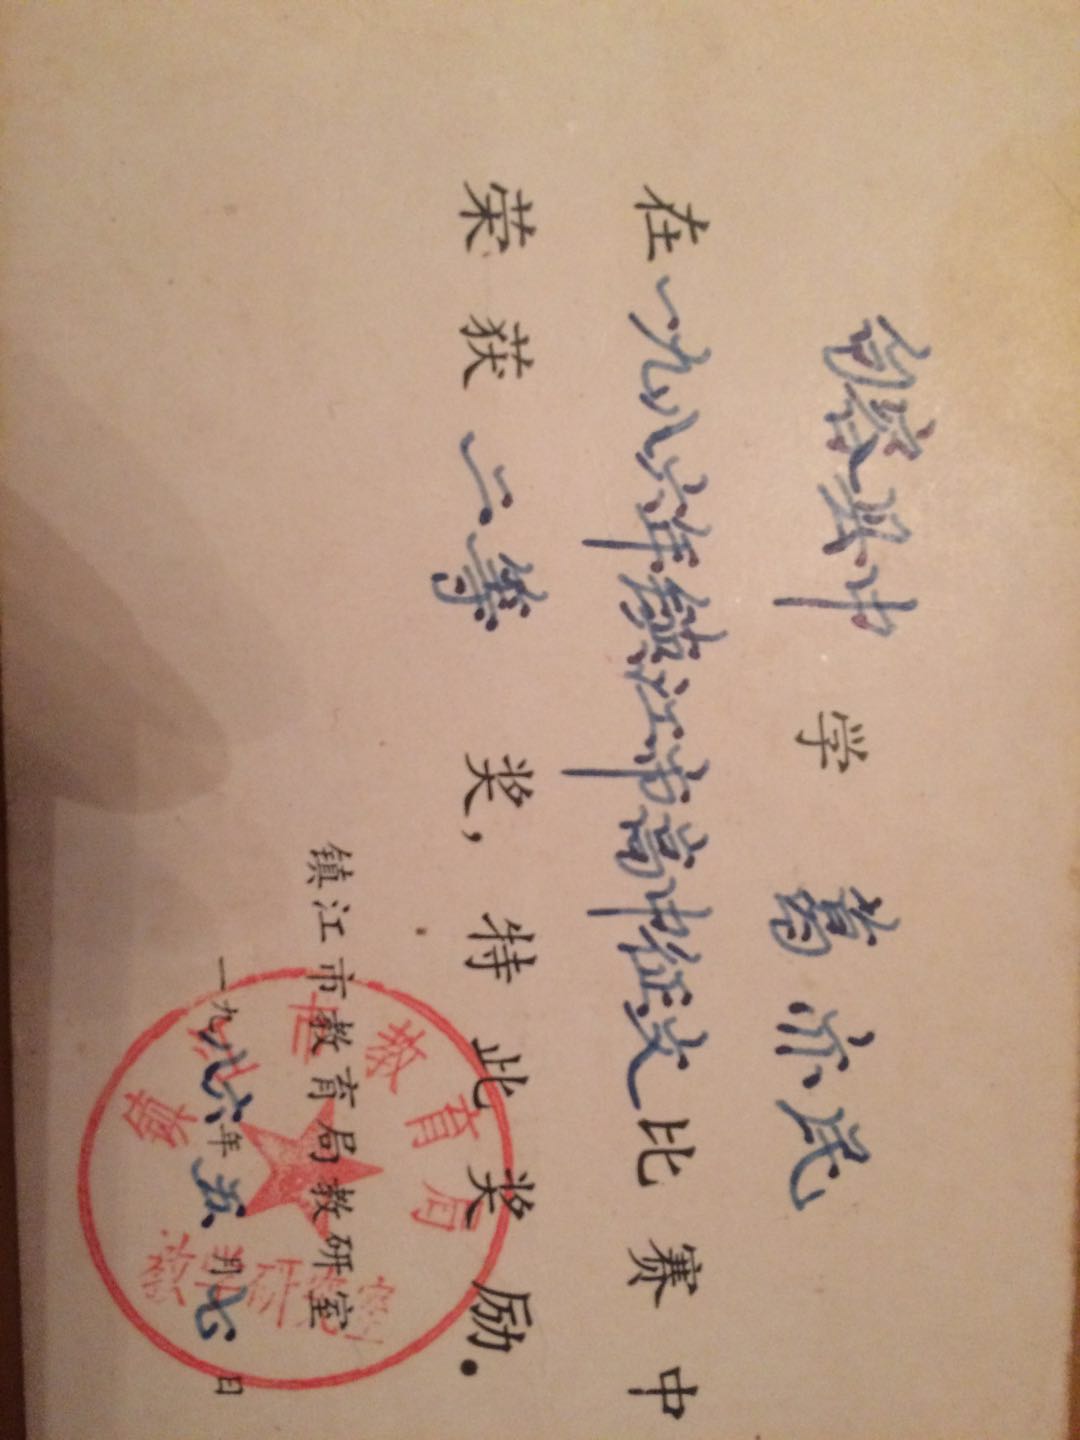 句容县中学 葛亦民
在一九八六年镇江市高中征文比赛中
荣获二等奖，特此奖励.
镇江市教育局教研室
一九八六年五月七日
镇江市教育局
教学研究室